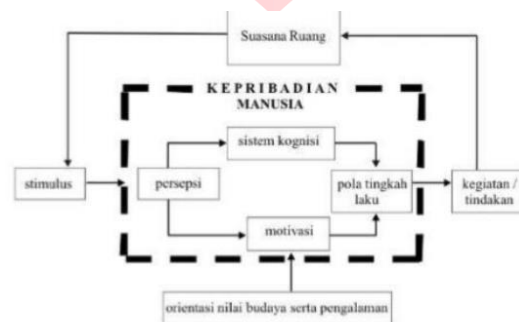 Suasana Ruang
KEPRIBADIAN
MANUSIA
sistem kognisi
stimulus
persepsi
pola tingkah
laku
kegiatan /
tindakan
motivasi
orientasi nilai budaya serta pengalaman